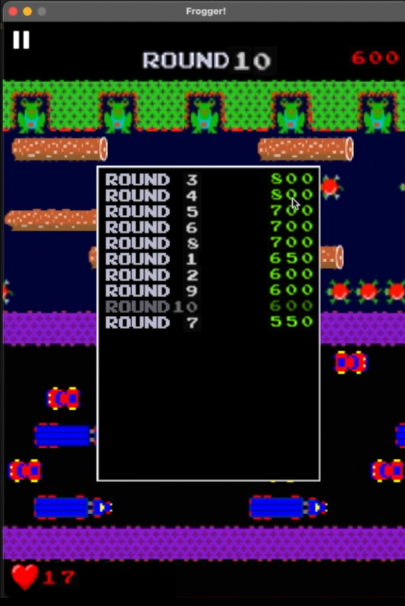 Frogger!
ROUND 10
600
ROUND 3 800
ROUND 4 800
ROUND 5 700
ROUND 6 700
ROUND 8 700
ROUND 1 650
ROUND 2 600
ROUND 9 600
ROUND 10 600
ROUND 7 550
17